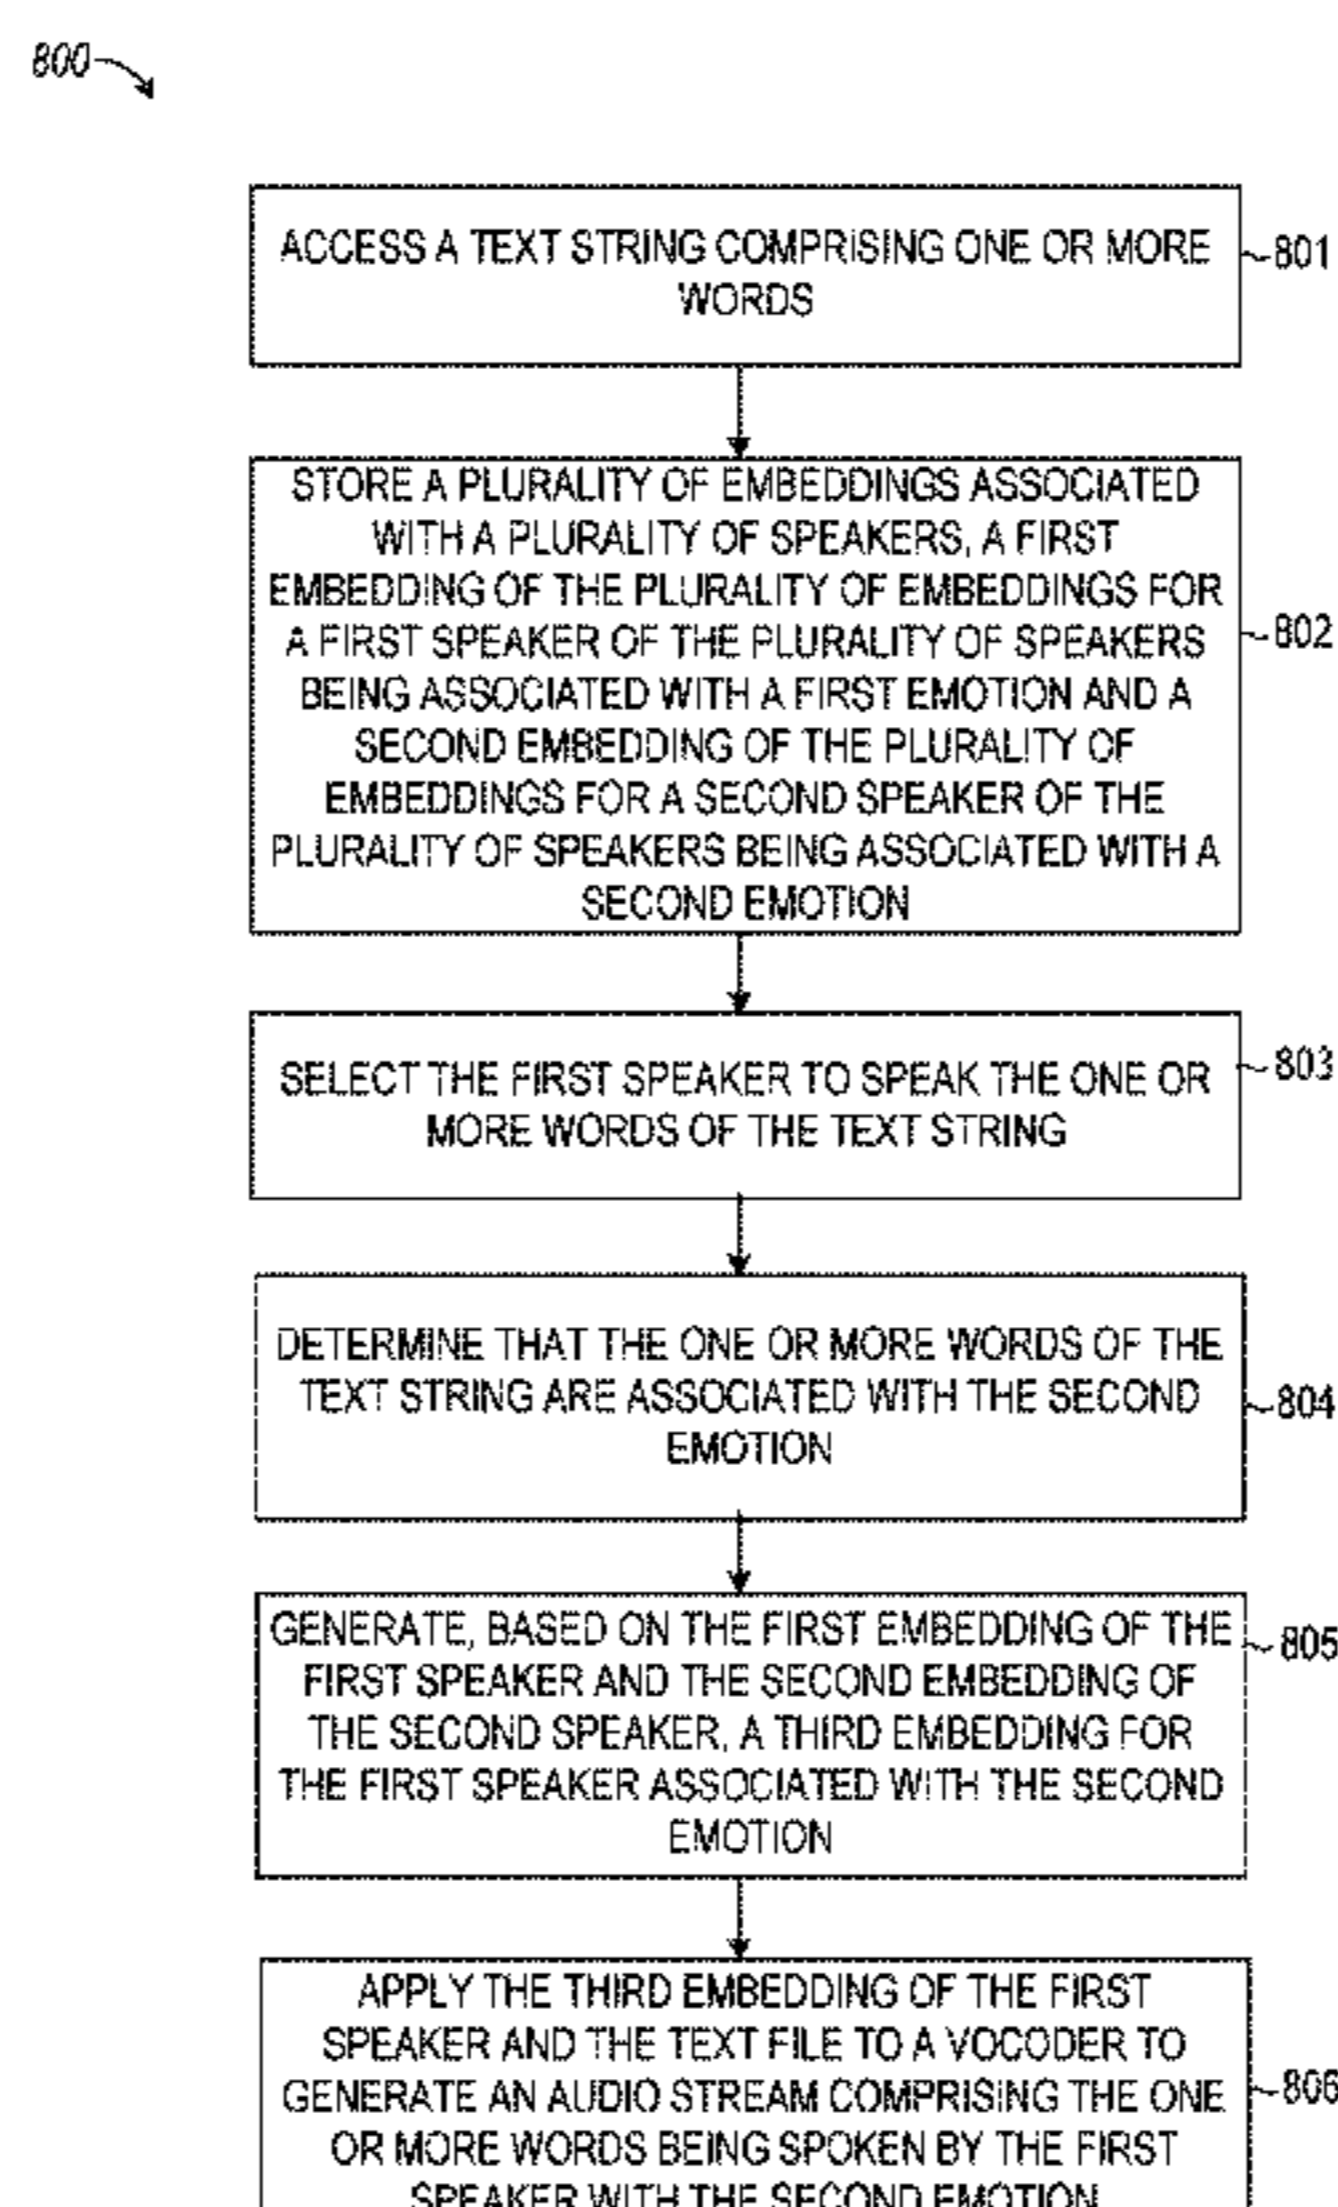 800
ACCESS A TEXT STRING COMPRISING ONE OR MORE
WORDS
801
STORE A PLURALITY OF EMBEDDINGS ASSOCIATED
WITH A PLURALITY OF SPEAKERS, A FIRST
EMBEDDING OF THE PLURALITY OF EMBEDDINGS FOR
A FIRST SPEAKER OF THE PLURALITY OF SPEAKERS
BEING ASSOCIATED WITH A FIRST EMOTION AND A
SECOND EMBEDDING OF THE PLURALITY OF
EMBEDDINGS FOR A SECOND SPEAKER OF THE
PLURALITY OF SPEAKERS BEING ASSOCIATED WITH A
SECOND EMOTION
802
SELECT THE FIRST SPEAKER TO SPEAK THE ONE OR
MORE WORDS OF THE TEXT STRING
803
DETERMINE THAT THE ONE OR MORE WORDS OF THE
TEXT STRING ARE ASSOCIATED WITH THE SECOND
EMOTION
804
GENERATE, BASED ON THE FIRST EMBEDDING OF THE
FIRST SPEAKER AND THE SECOND EMBEDDING OF
THE SECOND SPEAKER, A THIRD EMBEDDING FOR
THE FIRST SPEAKER ASSOCIATED WITH THE SECOND
EMOTION
805
APPLY THE THIRD EMBEDDING OF THE FIRST
SPEAKER AND THE TEXT FILE TO A VOCODER TO
GENERATE AN AUDIO STREAM COMPRISING THE ONE
OR MORE WORDS BEING SPOKEN BY THE FIRST
SPEAKER WITH THE SECOND EMOTION
806